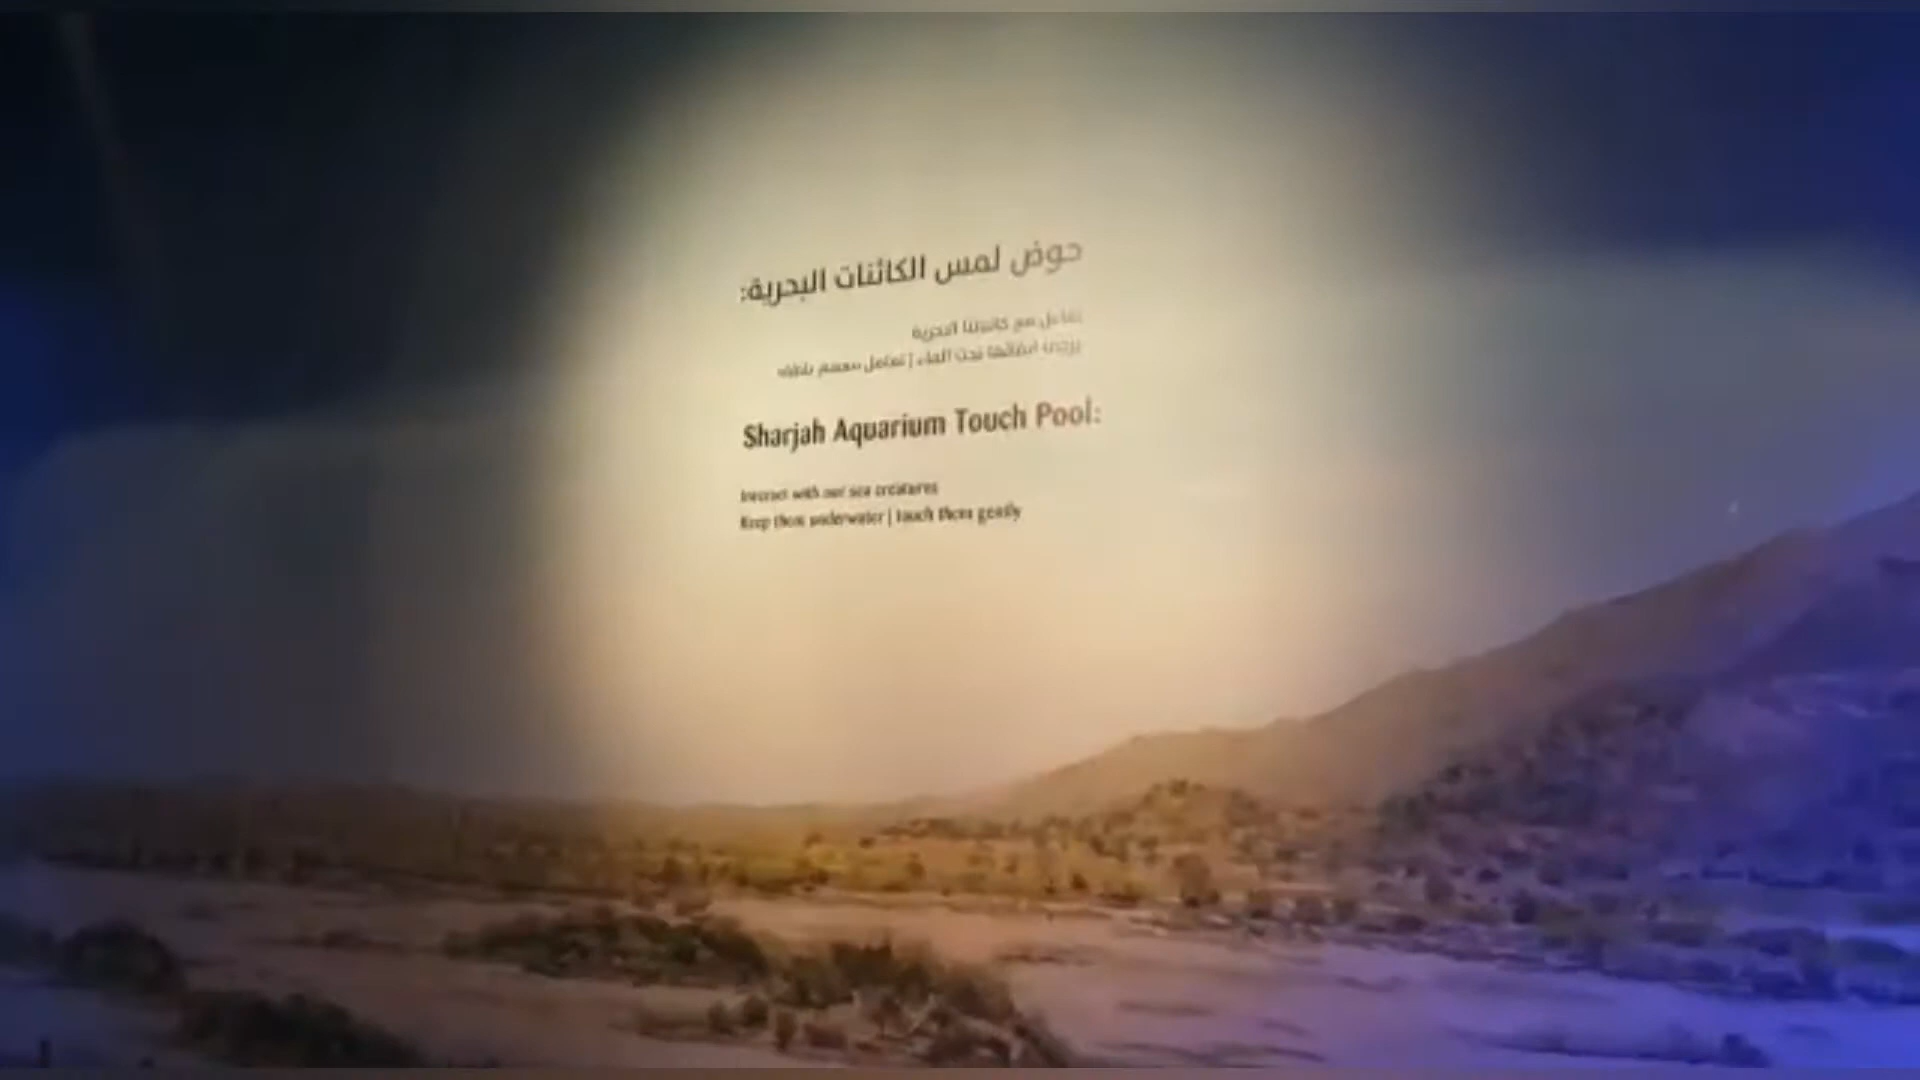 حوض لمس الكائنات البحرية:
تفاعل مع كائناتنا البحرية
يرجى ابقائها تحت الماء | تعامل معهم بلطف
Sharjah Aquarium Touch Pool:
Interact with our sea creatures
Keep them underwater | touch them gently